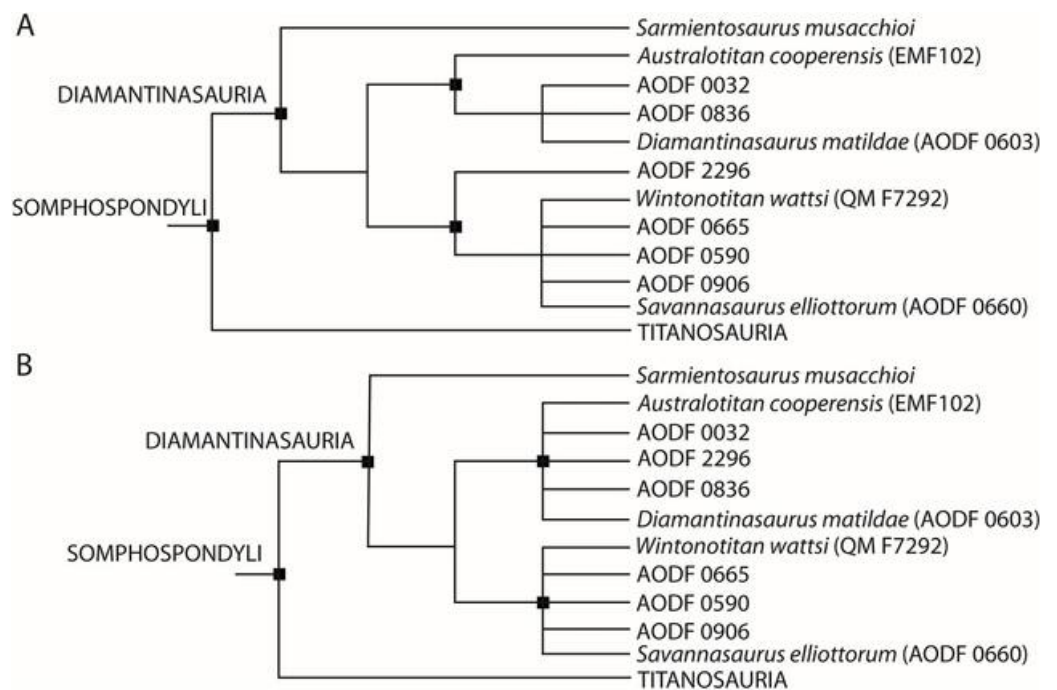 A
Sarmientosaurus musacchioi
Australotitan cooperensis (EMF102)
DIAMANTINASAURIA
AODF 0032
AODF 0836
Diamantinasaurus matildae (AODF 0603)
AODF 2296
Wintonotitan wattsi (QM F7292)
SOMPHOSPONDYLI
AODF 0665
AODF 0590
AODF 0906
Savannasaurus elliottorum (AODF 0660)
TITANOSAURIA
B
Sarmientosaurus musacchioi
Australotitan cooperensis (EMF102)
DIAMANTINASAURIA
AODF 0032
AODF 2296
AODF 0836
Diamantinasaurus matildae (AODF 0603)
Wintonotitan wattsi (QM F7292)
SOMPHOSPONDYLI
AODF 0665
AODF 0590
AODF 0906
Savannasaurus elliottorum (AODF 0660)
TITANOSAURIA